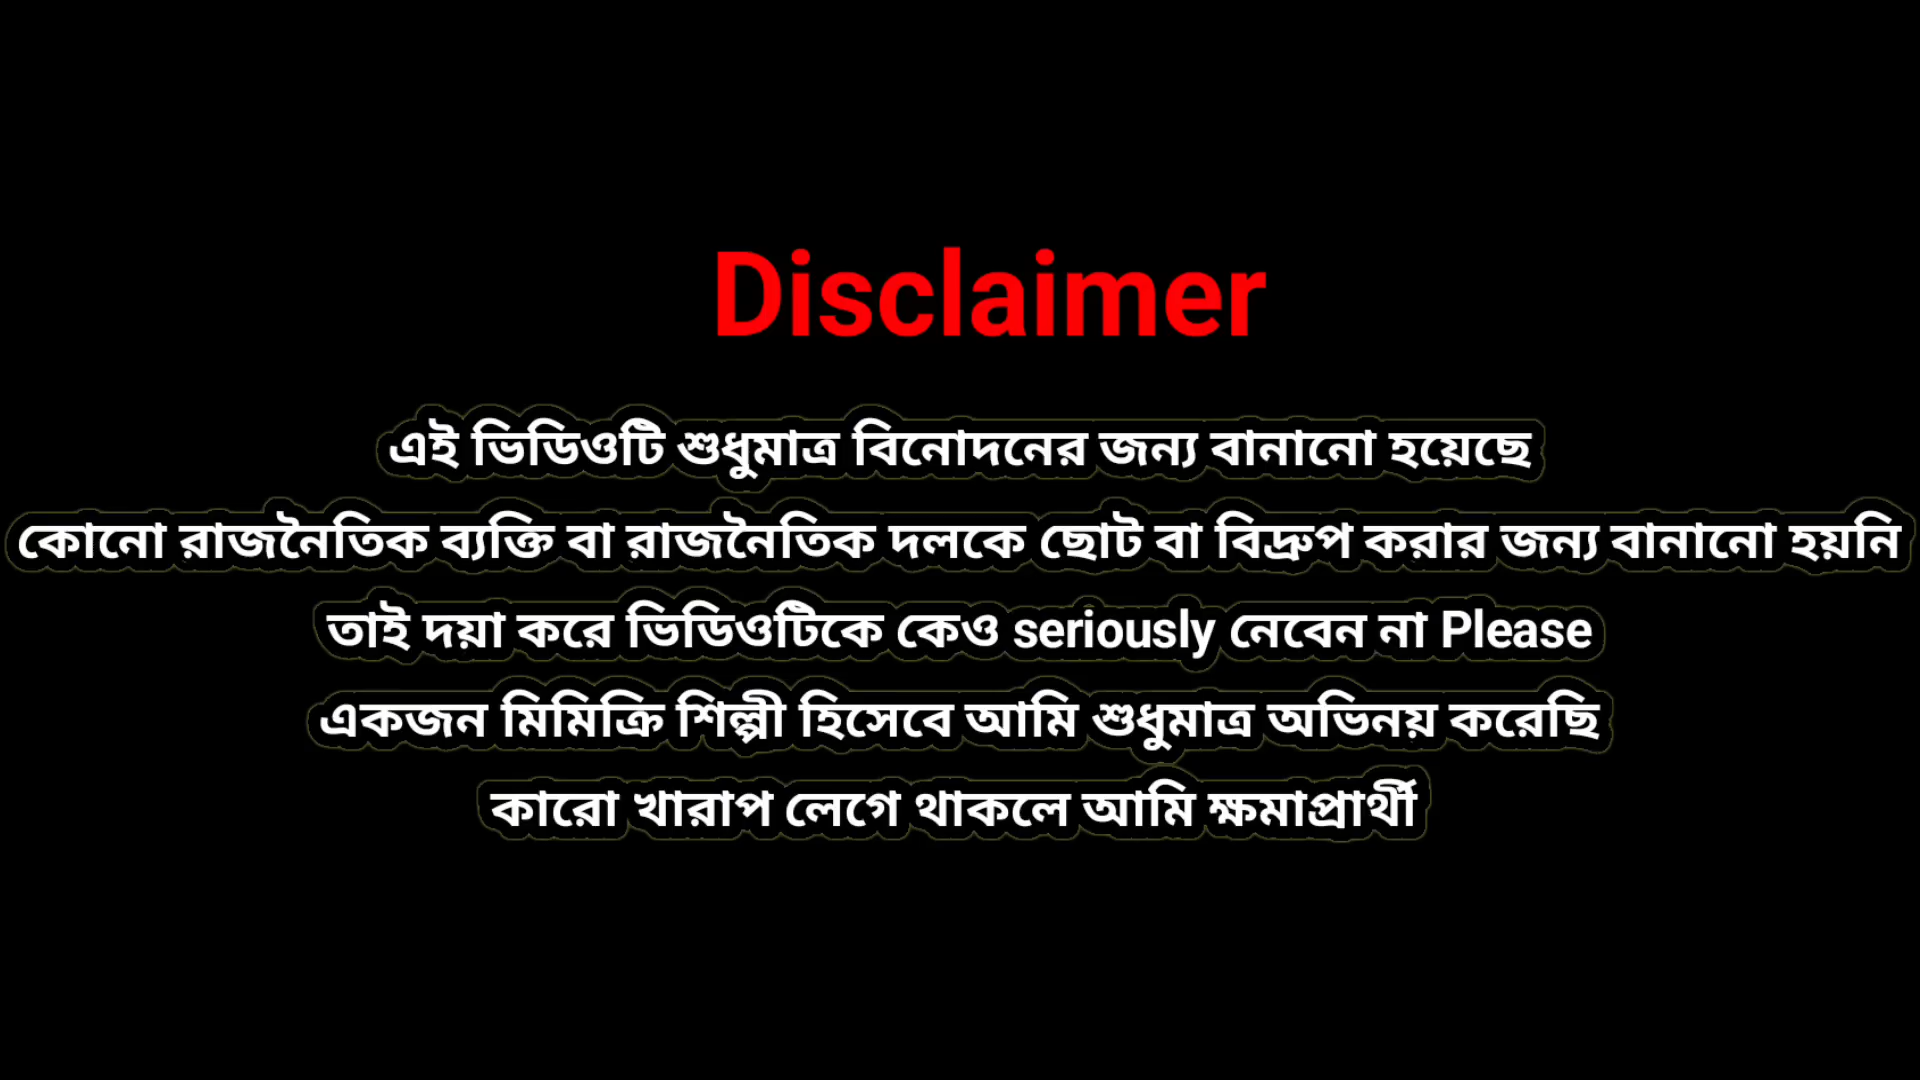 Disclaimer
এই ভিডিওটি শুধুমাত্র বিনোদনের জন্য বানানো হয়েছে
কোনো রাজনৈতিক ব্যক্তি বা রাজনৈতিক দলকে ছোট বা বিদ্রুপ করার জন্য বানানো হয়নি
তাই দয়া করে ভিডিওটিকে কেও seriously নেবেন না Please
একজন মিমিক্রি শিল্পী হিসেবে আমি শুধুমাত্র অভিনয় করেছি
কারো খারাপ লেগে থাকলে আমি ক্ষমাপ্রার্থী